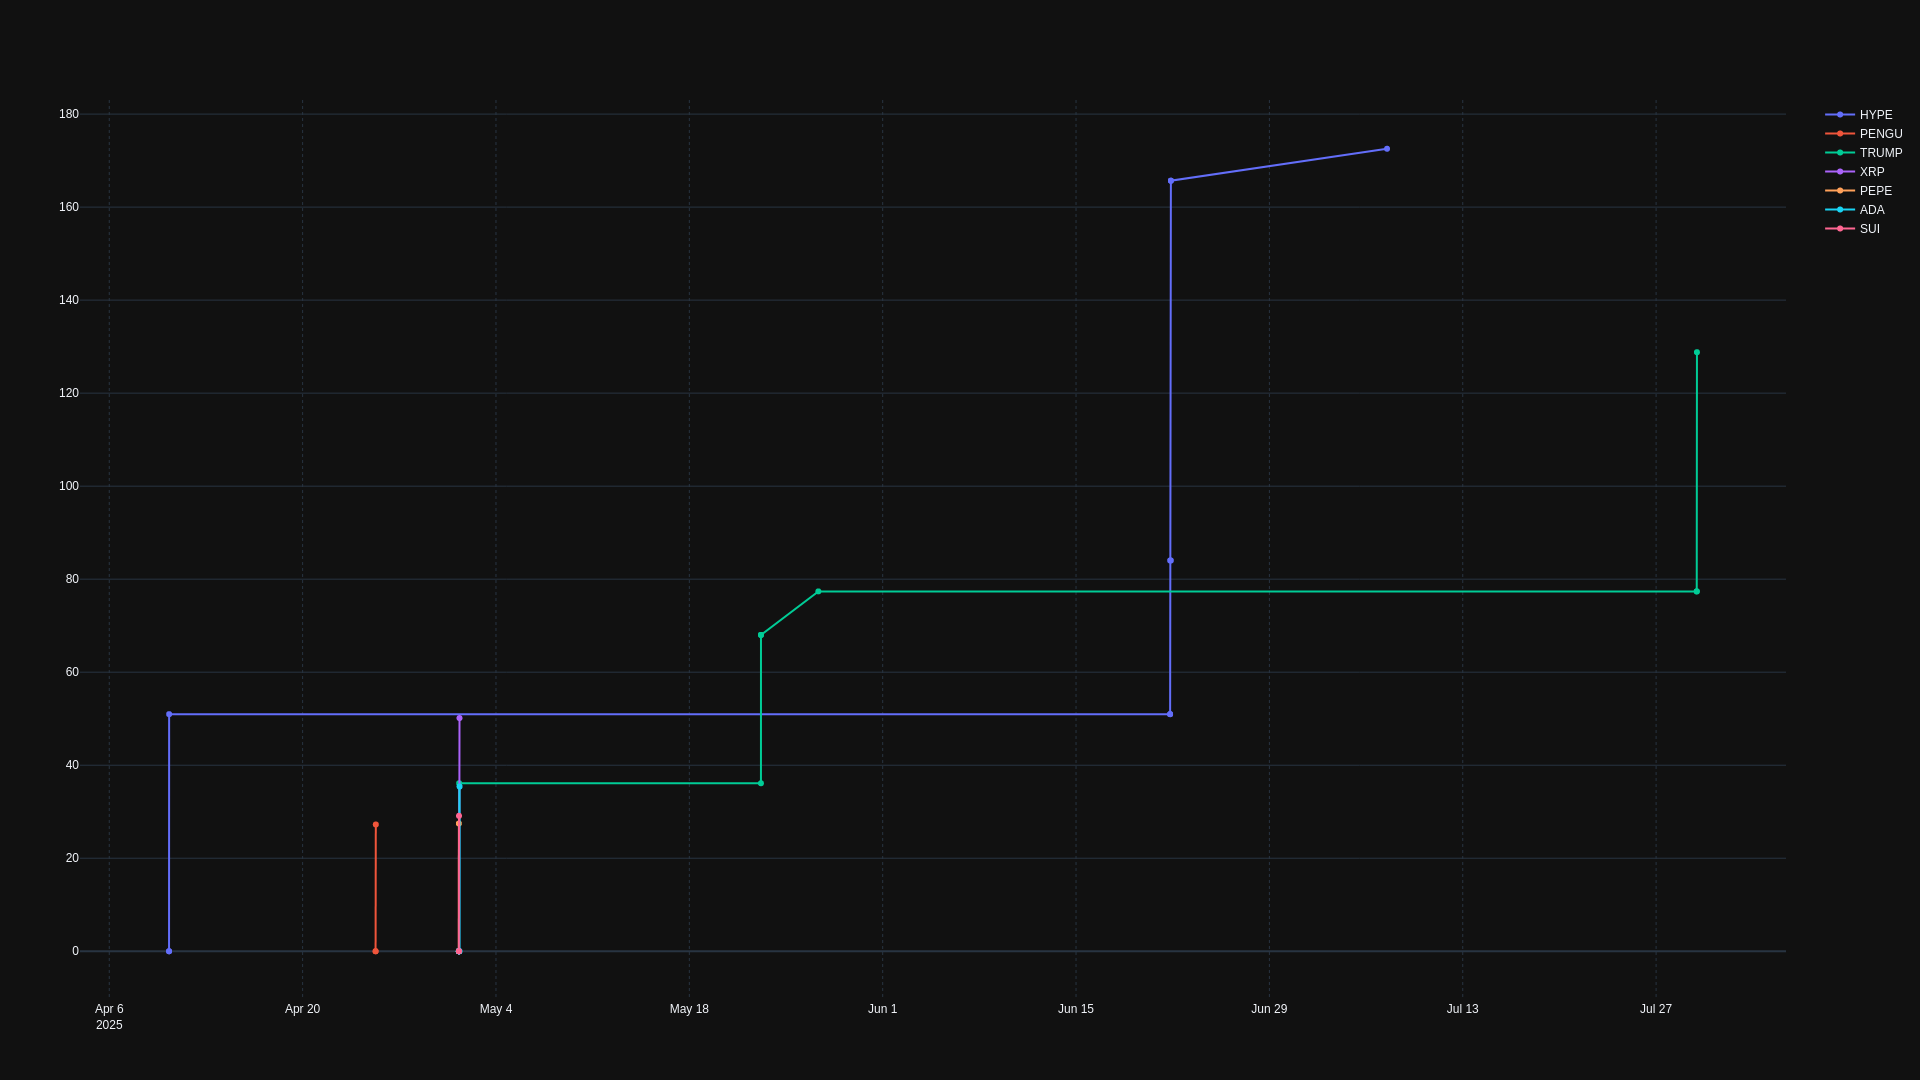 180
160
140
120
100
80
60
40
20
0
Apr 6
2025
Apr 20
May 4
May 18
Jun 1
Jun 15
Jun 29
Jul 13
Jul 27
HYPE
PENGU
TRUMP
XRP
PEPE
ADA
SUI